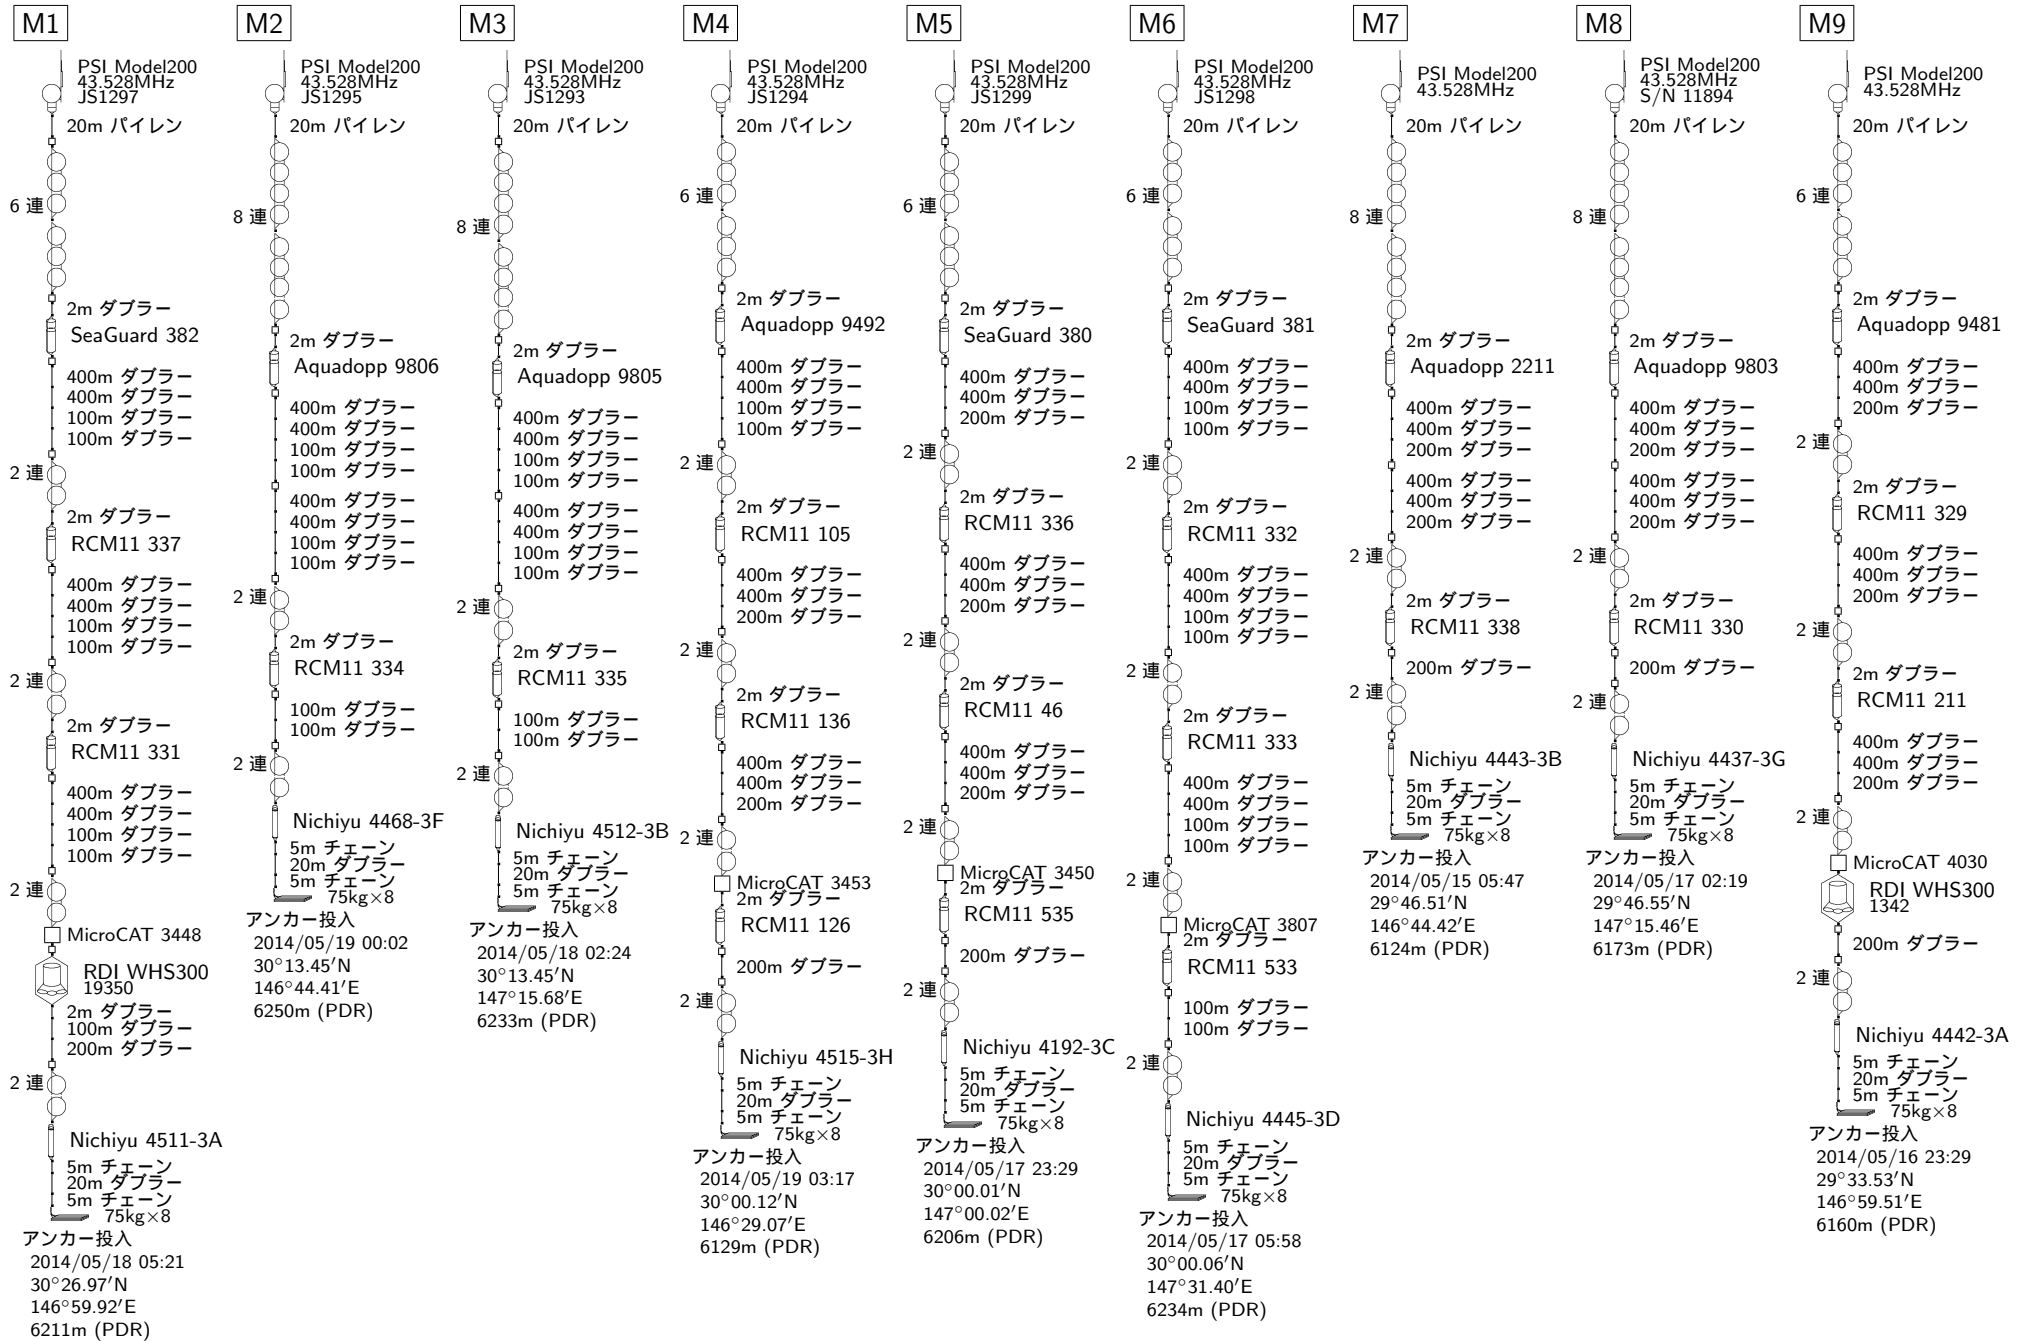 M1
PSI Model200
43.528MHz
JS1297
20m パイレン
6 連
2m ダブラー
SeaGuard 382
400m ダブラー
400m ダブラー
100m ダブラー
100m ダブラー
2 連
2m ダブラー
RCM11 337
400m ダブラー
400m ダブラー
100m ダブラー
100m ダブラー
2 連
2m ダブラー
RCM11 331
400m ダブラー
400m ダブラー
100m ダブラー
100m ダブラー
2 連
MicroCAT 3448
RDI WHS300
19350
2m ダブラー
100m ダブラー
200m ダブラー
2 連
Nichiyu 4511-3A
5m チェーン
20m ダブラー
5m チェーン
75kg×8
アンカー投入
2014/05/18 05:21
30°26.97′N
146°59.92′E
6211m (PDR)
M2
PSI Model200
43.528MHz
JS1295
20m パイレン
8 連
2m ダブラー
Aquadopp 9806
400m ダブラー
400m ダブラー
100m ダブラー
100m ダブラー
400m ダブラー
400m ダブラー
100m ダブラー
100m ダブラー
2 連
2m ダブラー
RCM11 334
100m ダブラー
100m ダブラー
2 連
Nichiyu 4468-3F
5m チェーン
20m ダブラー
5m チェーン
75kg×8
アンカー投入
2014/05/19 00:02
30°13.45′N
146°44.41′E
6250m (PDR)
M3
PSI Model200
43.528MHz
JS1293
20m パイレン
8 連
2m ダブラー
Aquadopp 9805
400m ダブラー
400m ダブラー
100m ダブラー
100m ダブラー
400m ダブラー
400m ダブラー
100m ダブラー
100m ダブラー
2 連
2m ダブラー
RCM11 335
100m ダブラー
100m ダブラー
2 連
Nichiyu 4512-3B
5m チェーン
20m ダブラー
5m チェーン
75kg×8
アンカー投入
2014/05/18 02:24
30°13.45′N
147°15.68′E
6233m (PDR)
M4
PSI Model200
43.528MHz
JS1294
20m パイレン
6 連
2m ダブラー
Aquadopp 9492
400m ダブラー
400m ダブラー
100m ダブラー
100m ダブラー
2 連
2m ダブラー
RCM11 105
400m ダブラー
400m ダブラー
200m ダブラー
2 連
2m ダブラー
RCM11 136
400m ダブラー
400m ダブラー
200m ダブラー
2 連
MicroCAT 3453
2m ダブラー
RCM11 126
200m ダブラー
2 連
Nichiyu 4515-3H
5m チェーン
20m ダブラー
5m チェーン
75kg×8
アンカー投入
2014/05/19 03:17
30°00.12′N
146°29.07′E
6129m (PDR)
M5
PSI Model200
43.528MHz
JS1299
20m パイレン
6 連
2m ダブラー
SeaGuard 380
400m ダブラー
400m ダブラー
200m ダブラー
2 連
2m ダブラー
RCM11 336
400m ダブラー
400m ダブラー
200m ダブラー
2 連
2m ダブラー
RCM11 46
400m ダブラー
400m ダブラー
200m ダブラー
2 連
MicroCAT 3450
2m ダブラー
RCM11 535
200m ダブラー
2 連
Nichiyu 4192-3C
5m チェーン
20m ダブラー
5m チェーン
75kg×8
アンカー投入
2014/05/17 23:29
30°00.01′N
147°00.02′E
6206m (PDR)
M6
PSI Model200
43.528MHz
JS1298
20m パイレン
6 連
2m ダブラー
SeaGuard 381
400m ダブラー
400m ダブラー
100m ダブラー
100m ダブラー
2 連
2m ダブラー
RCM11 332
400m ダブラー
400m ダブラー
100m ダブラー
100m ダブラー
2 連
2m ダブラー
RCM11 333
400m ダブラー
400m ダブラー
100m ダブラー
100m ダブラー
2 連
MicroCAT 3807
2m ダブラー
RCM11 533
100m ダブラー
100m ダブラー
2 連
Nichiyu 4445-3D
5m チェーン
20m ダブラー
5m チェーン
75kg×8
アンカー投入
2014/05/17 05:58
30°00.06′N
147°31.40′E
6234m (PDR)
M7
PSI Model200
43.528MHz
20m パイレン
8 連
2m ダブラー
Aquadopp 2211
400m ダブラー
400m ダブラー
200m ダブラー
400m ダブラー
400m ダブラー
200m ダブラー
2 連
2m ダブラー
RCM11 338
200m ダブラー
2 連
Nichiyu 4443-3B
5m チェーン
20m ダブラー
5m チェーン
75kg×8
アンカー投入
2014/05/15 05:47
29°46.51′N
146°44.42′E
6124m (PDR)
M8
PSI Model200
43.528MHz
S/N 11894
20m パイレン
8 連
2m ダブラー
Aquadopp 9803
400m ダブラー
400m ダブラー
200m ダブラー
400m ダブラー
400m ダブラー
200m ダブラー
2 連
2m ダブラー
RCM11 330
200m ダブラー
2 連
Nichiyu 4437-3G
5m チェーン
20m ダブラー
5m チェーン
75kg×8
アンカー投入
2014/05/17 02:19
29°46.55′N
147°15.46′E
6173m (PDR)
M9
PSI Model200
43.528MHz
20m パイレン
6 連
2m ダブラー
Aquadopp 9481
400m ダブラー
400m ダブラー
200m ダブラー
2 連
2m ダブラー
RCM11 329
400m ダブラー
400m ダブラー
200m ダブラー
2 連
2m ダブラー
RCM11 211
400m ダブラー
400m ダブラー
200m ダブラー
2 連
MicroCAT 4030
RDI WHS300
1342
200m ダブラー
2 連
Nichiyu 4442-3A
5m チェーン
20m ダブラー
5m チェーン
75kg×8
アンカー投入
2014/05/16 23:29
29°33.53′N
146°59.51′E
6160m (PDR)